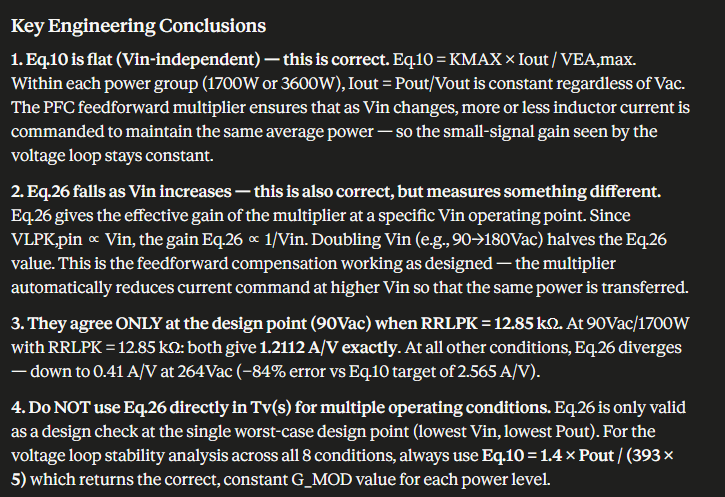 Key Engineering Conclusions
1. Eq.10 is flat (Vin-independent) — this is correct. Eq.10 = KMAX × Iout / VEA,max.
Within each power group (1700W or 3600W), Iout = Pout/Vout is constant regardless of Vac.
The PFC feedforward multiplier ensures that as Vin changes, more or less inductor current is
commanded to maintain the same average power — so the small-signal gain seen by the
voltage loop stays constant.
2. Eq.26 falls as Vin increases — this is also correct, but measures something different.
Eq.26 gives the effective gain of the multiplier at a specific Vin operating point. Since
VLPK,pin ∝ Vin, the gain Eq.26 ∝ 1/Vin. Doubling Vin (e.g., 90→180Vac) halves the Eq.26
value. This is the feedforward compensation working as designed — the multiplier
automatically reduces current command at higher Vin so that the same power is transferred.
3. They agree ONLY at the design point (90Vac) when RRLPK = 12.85 kΩ. At 90Vac/1700W
with RRLPK = 12.85 kΩ: both give 1.2112 A/V exactly. At all other conditions, Eq.26 diverges
— down to 0.41 A/V at 264Vac (−84% error vs Eq.10 target of 2.565 A/V).
4. Do NOT use Eq.26 directly in Tv(s) for multiple operating conditions. Eq.26 is only valid
as a design check at the single worst-case design point (lowest Vin, lowest Pout). For the
voltage loop stability analysis across all 8 conditions, always use Eq.10 = 1.4 × Pout / (393 ×
5) which returns the correct, constant G_MOD value for each power level.